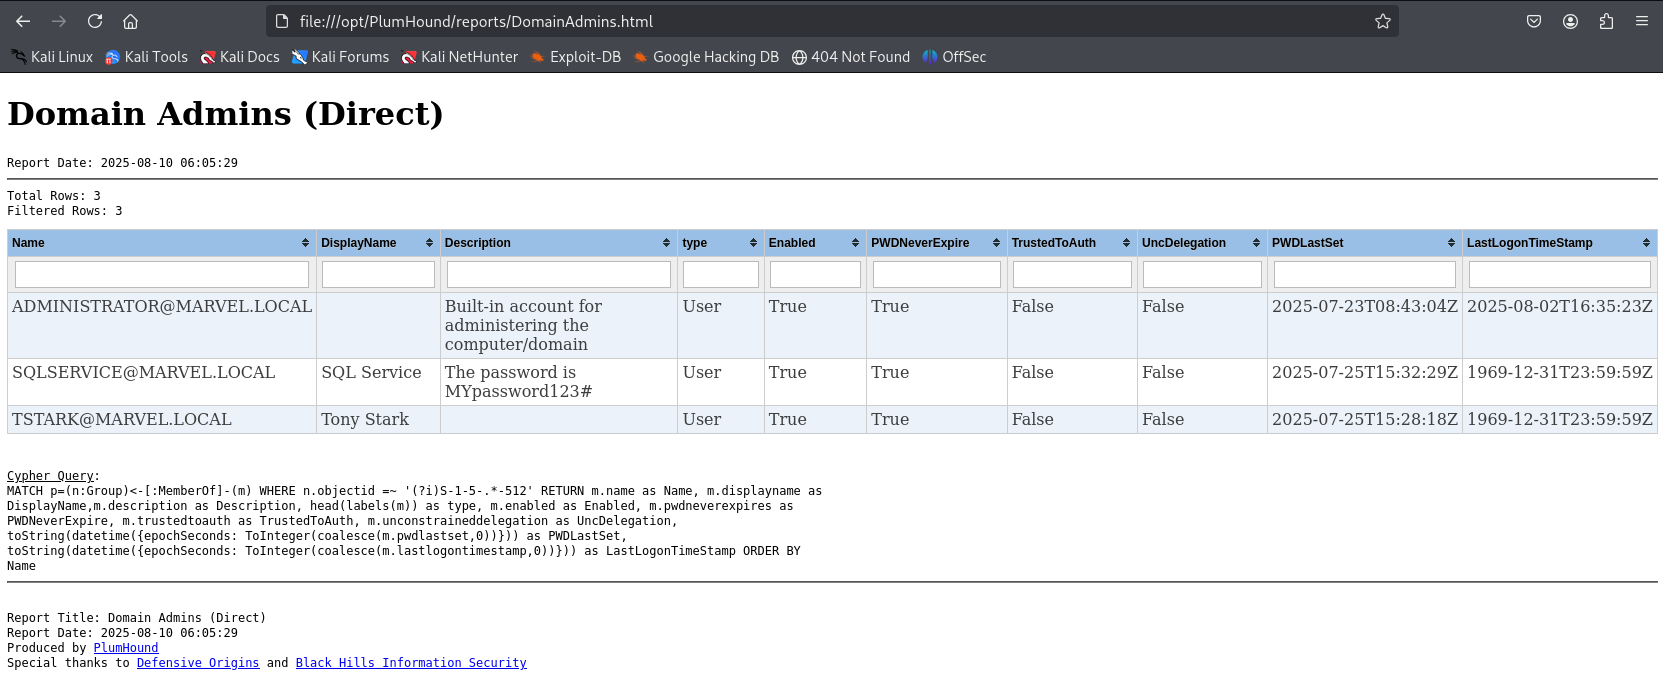 file:///opt/PlumHound/reports/DomainAdmins.html
Kali Linux Kali Tools Kali Docs Kali Forums Kali NetHunter Exploit-DB Google Hacking DB 404 Not Found OffSec
Domain Admins (Direct)
Report Date: 2025-08-10 06:05:29
Total Rows: 3
Filtered Rows: 3
Name DisplayName Description type Enabled PWDNeverExpire TrustedToAuth UncDelegation PWDLastSet LastLogonTimeStamp
ADMINISTRATOR@MARVEL.LOCAL Built-in account for User True True False False 2025-07-23T08:43:04Z 2025-08-02T16:35:23Z
administering the
computer/domain
SQLSERVICE@MARVEL.LOCAL SQL Service The password is User True True False False 2025-07-25T15:32:29Z 1969-12-31T23:59:59Z
MYpassword123#
TSTARK@MARVEL.LOCAL Tony Stark User True True False False 2025-07-25T15:28:18Z 1969-12-31T23:59:59Z
Cypher Query:
MATCH p=(n:Group)<-[:MemberOf]-(m) WHERE n.objectid =~ '(?i)S-1-5-.*-512' RETURN m.name as Name, m.displayname as
DisplayName,m.description as Description, head(labels(m)) as type, m.enabled as Enabled, m.pwdneverexpires as
PWDNeverExpire, m.trustedtoauth as TrustedToAuth, m.unconstraineddelegation as UncDelegation,
toString(datetime({epochSeconds: ToInteger(coalesce(m.pwdlastset,0))})) as PWDLastSet,
toString(datetime({epochSeconds: ToInteger(coalesce(m.lastlogontimestamp,0))})) as LastLogonTimeStamp ORDER BY
Name
Report Title: Domain Admins (Direct)
Report Date: 2025-08-10 06:05:29
Produced by PlumHound
Special thanks to Defensive Origins and Black Hills Information Security